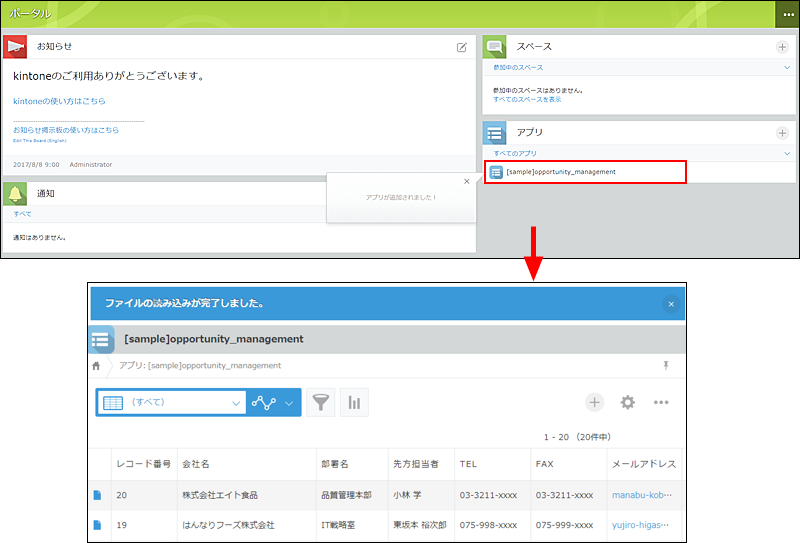 ポータル
お知らせ
kintoneのご利用ありがとうございます。
kintoneの使い方はこちら
お知らせ掲示板の使い方はこちら
Edit This Board (English)
2017/8/8 9:00 Administrator
通知
すべて
通知はありません。
アプリが追加されました！
スペース
参加中のスペース
参加中のスペースはありません。
すべてのスペースを表示
アプリ
すべてのアプリ
[sample]opportunity_management
ファイルの読み込みが完了しました。
[sample]opportunity_management
アプリ: [sample]opportunity_management
（すべて）
1 - 20 （20件中）
レコード番号 会社名 部署名 先方担当者 TEL FAX メールアドレス
20 株式会社エイト食品 品質管理本部 小林 学 03-3211-xxxx 03-3211-xxxx manabu-kob…
19 はんなりフーズ株式会社 IT戦略室 東坂本 裕次郎 075-998-xxxx 075-999-xxxx yujiro-higas…